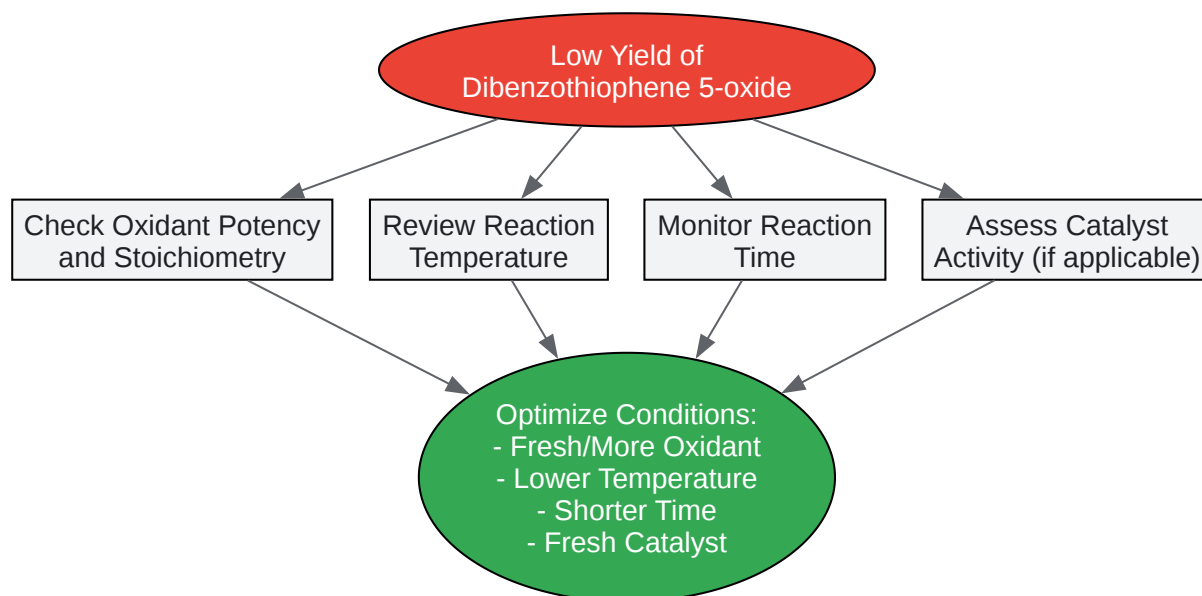 Low Yield of
Dibenzothiophene 5-oxide
Check Oxidant Potency
and Stoichiometry
Review Reaction
Temperature
Monitor Reaction
Time
Assess Catalyst
Activity (if applicable)
Optimize Conditions:
- Fresh/More Oxidant
- Lower Temperature
- Shorter Time
- Fresh Catalyst